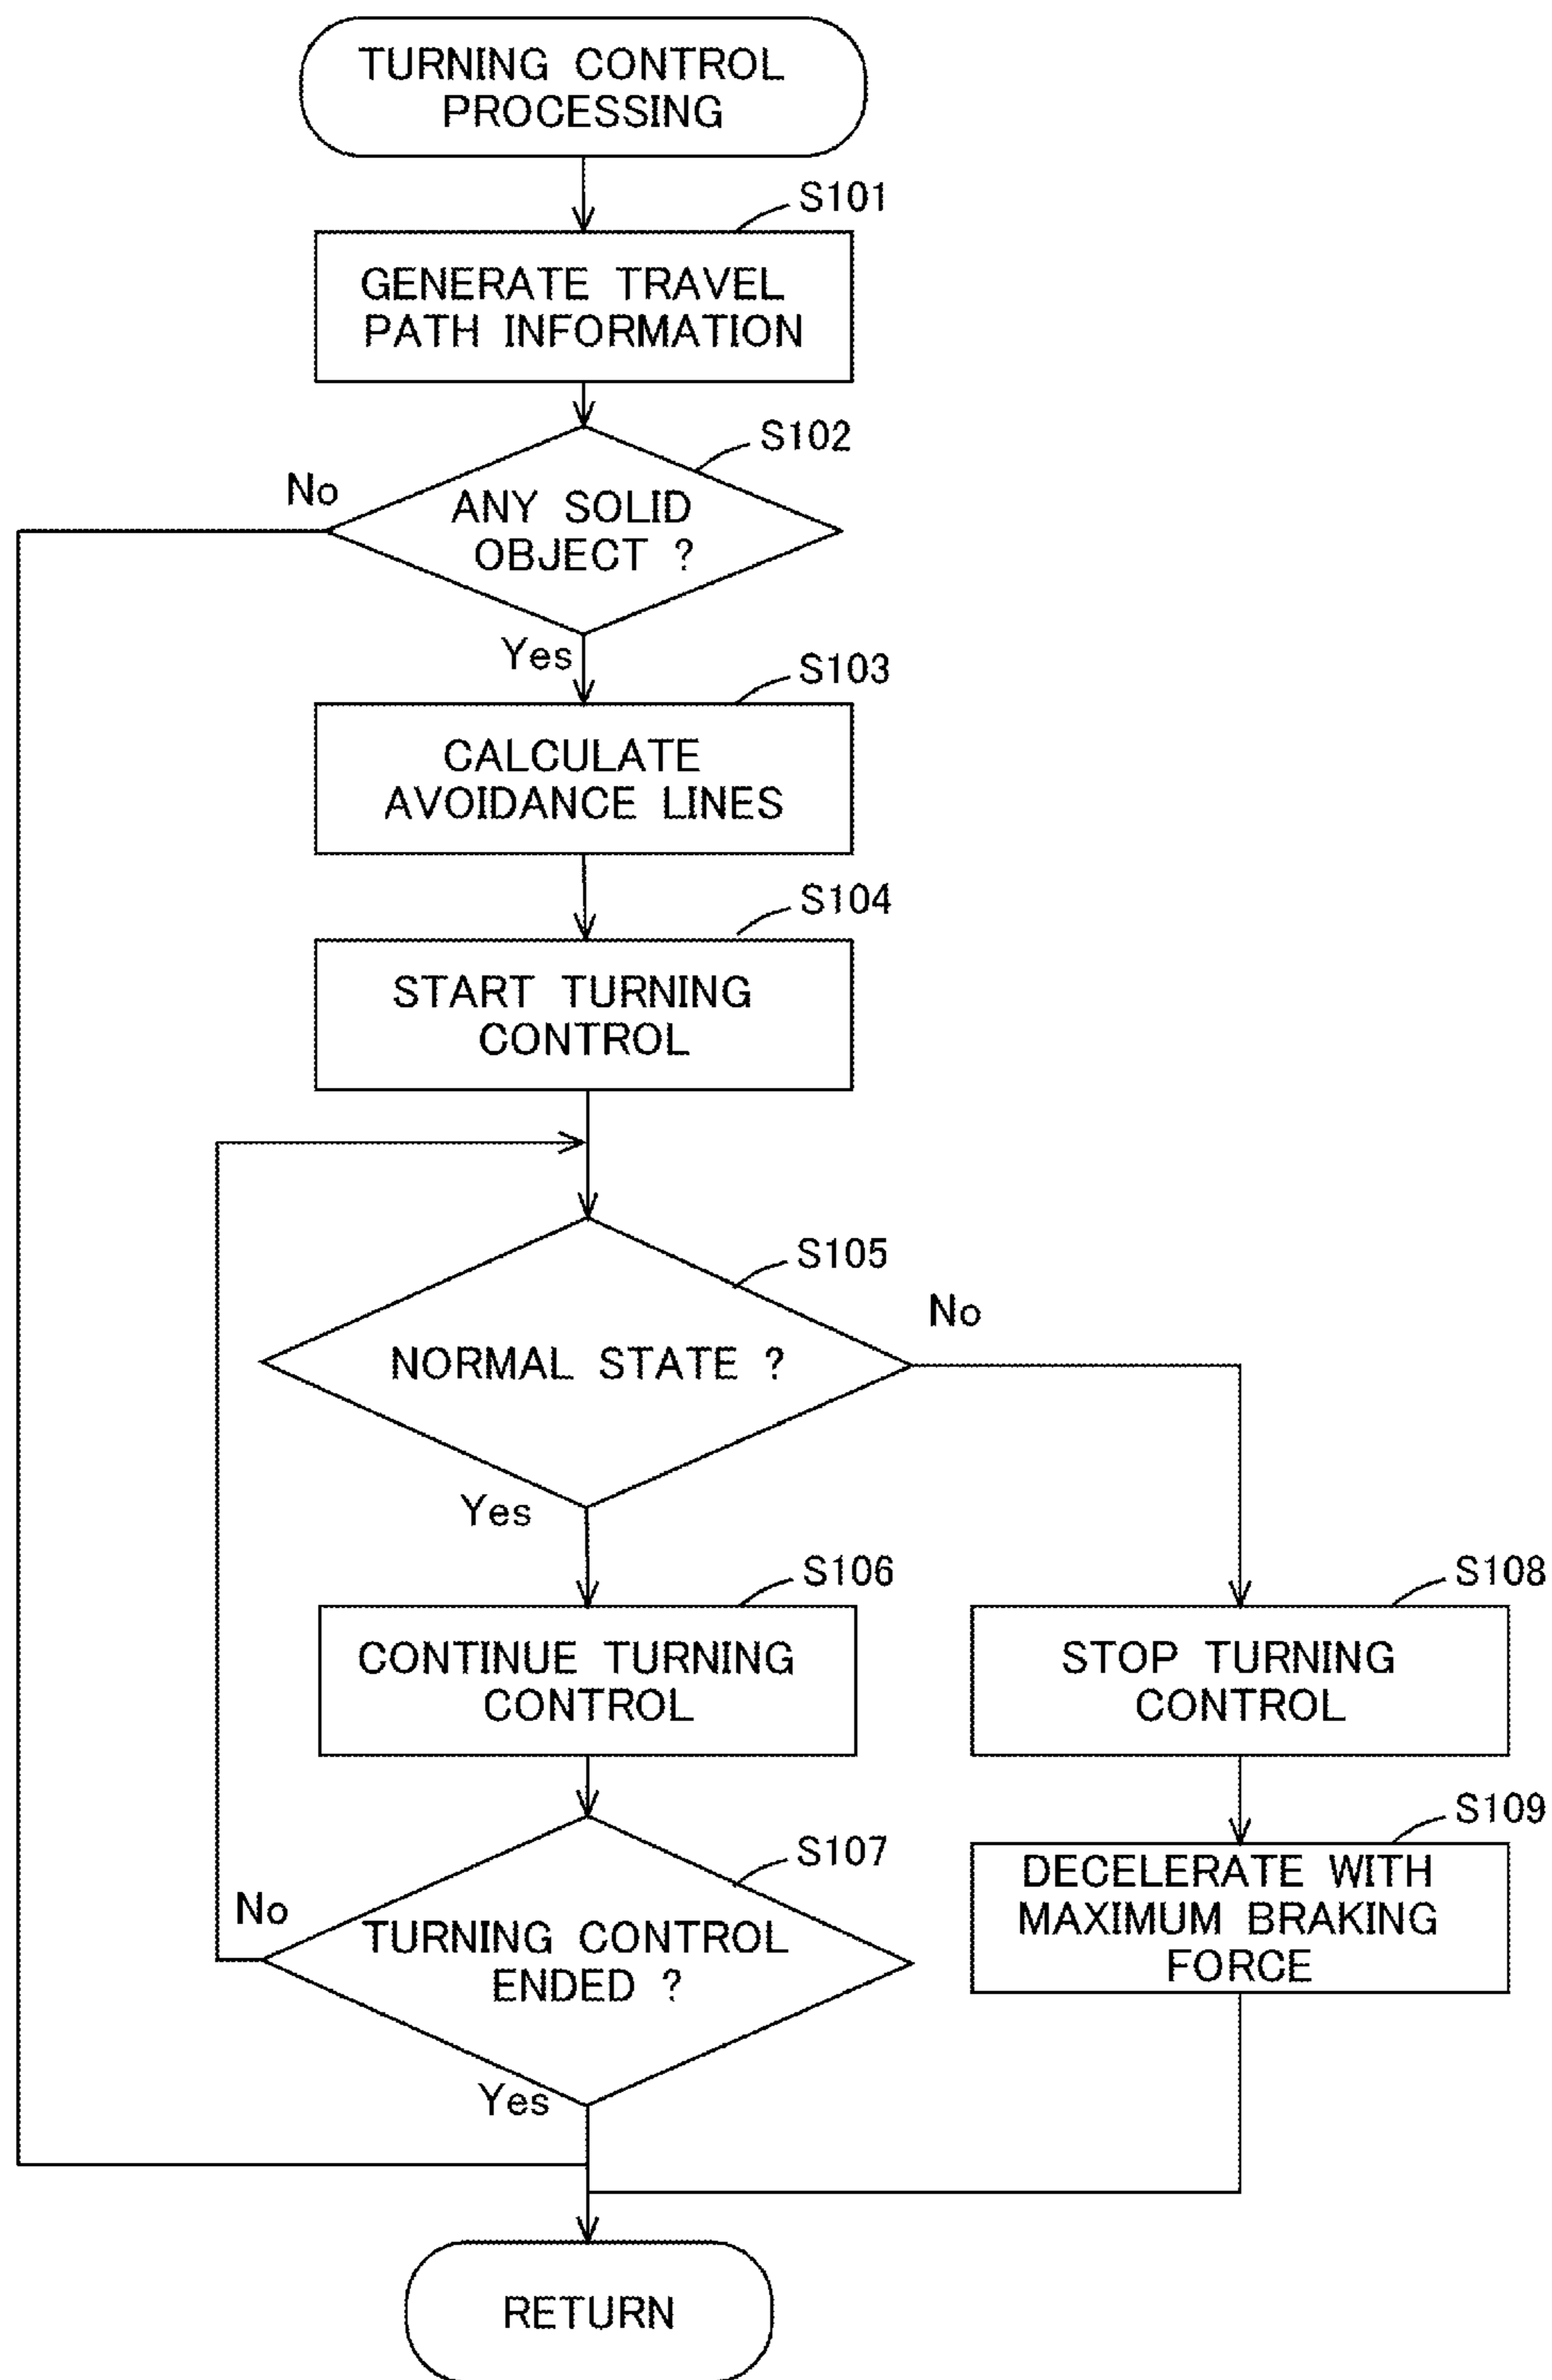 TURNING CONTROL
PROCESSING
S101
GENERATE TRAVEL
PATH INFORMATION
S102
No
ANY SOLID
OBJECT ?
Yes
S103
CALCULATE
AVOIDANCE LINES
S104
START TURNING
CONTROL
S105
No
NORMAL STATE ?
Yes
S106
CONTINUE TURNING
CONTROL
S108
STOP TURNING
CONTROL
S107
No
TURNING CONTROL
ENDED ?
Yes
S109
DECELERATE WITH
MAXIMUM BRAKING
FORCE
RETURN